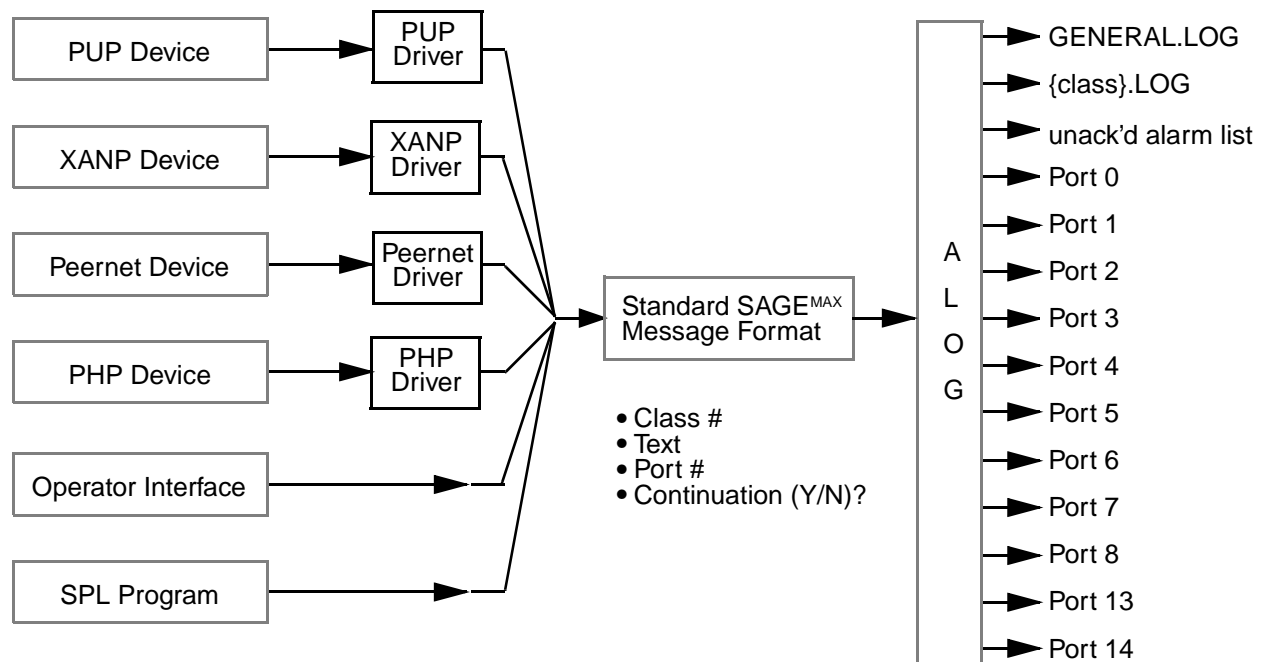 PUP Device
PUP
Driver
XANP Device
XANP
Driver
Peernet Device
Peernet
Driver
PHP Device
PHP
Driver
Operator Interface
SPL Program
Standard SAGEMAX
Message Format
• Class #
• Text
• Port #
• Continuation (Y/N)?
A
L
O
G
GENERAL.LOG
{class}.LOG
unack’d alarm list
Port 0
Port 1
Port 2
Port 3
Port 4
Port 5
Port 6
Port 7
Port 8
Port 13
Port 14